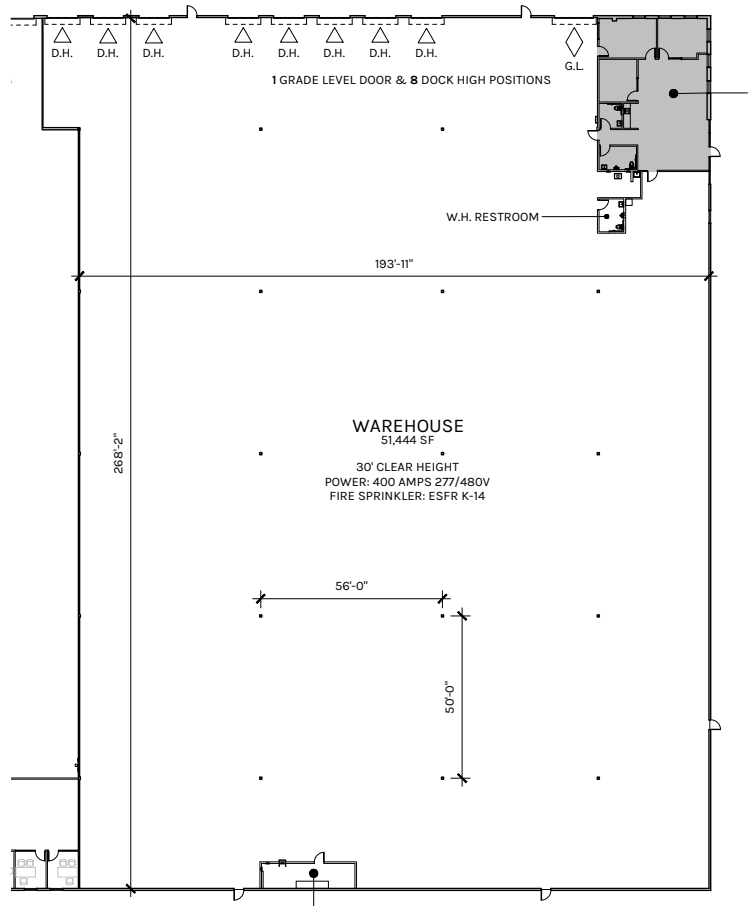 D.H.
D.H.
D.H.
D.H.
D.H.
D.H.
D.H.
D.H.
G.L.
1 GRADE LEVEL DOOR & 8 DOCK HIGH POSITIONS
W.H. RESTROOM
193'-11"
268'-2"
WAREHOUSE
51,444 SF
30' CLEAR HEIGHT
POWER: 400 AMPS 277/480V
FIRE SPRINKLER: ESFR K-14
56'-0"
50'-0"